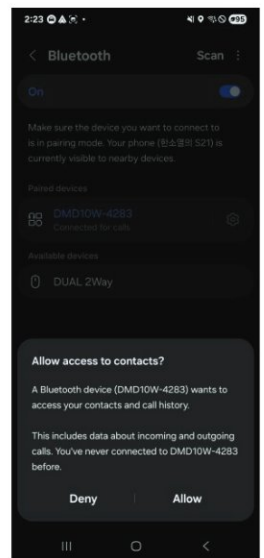 2:23
95
Bluetooth
Scan
On
Make sure the device you want to connect to
is in pairing mode. Your phone (한소영의 S21) is
currently visible to nearby devices.
Paired devices
DMD10W-4283
Connected for calls
Available devices
DUAL 2Way
Allow access to contacts?
A Bluetooth device (DMD10W-4283) wants to
access your contacts and call history.
This includes data about incoming and outgoing
calls. You've never connected to DMD10W-4283
before.
Deny
Allow